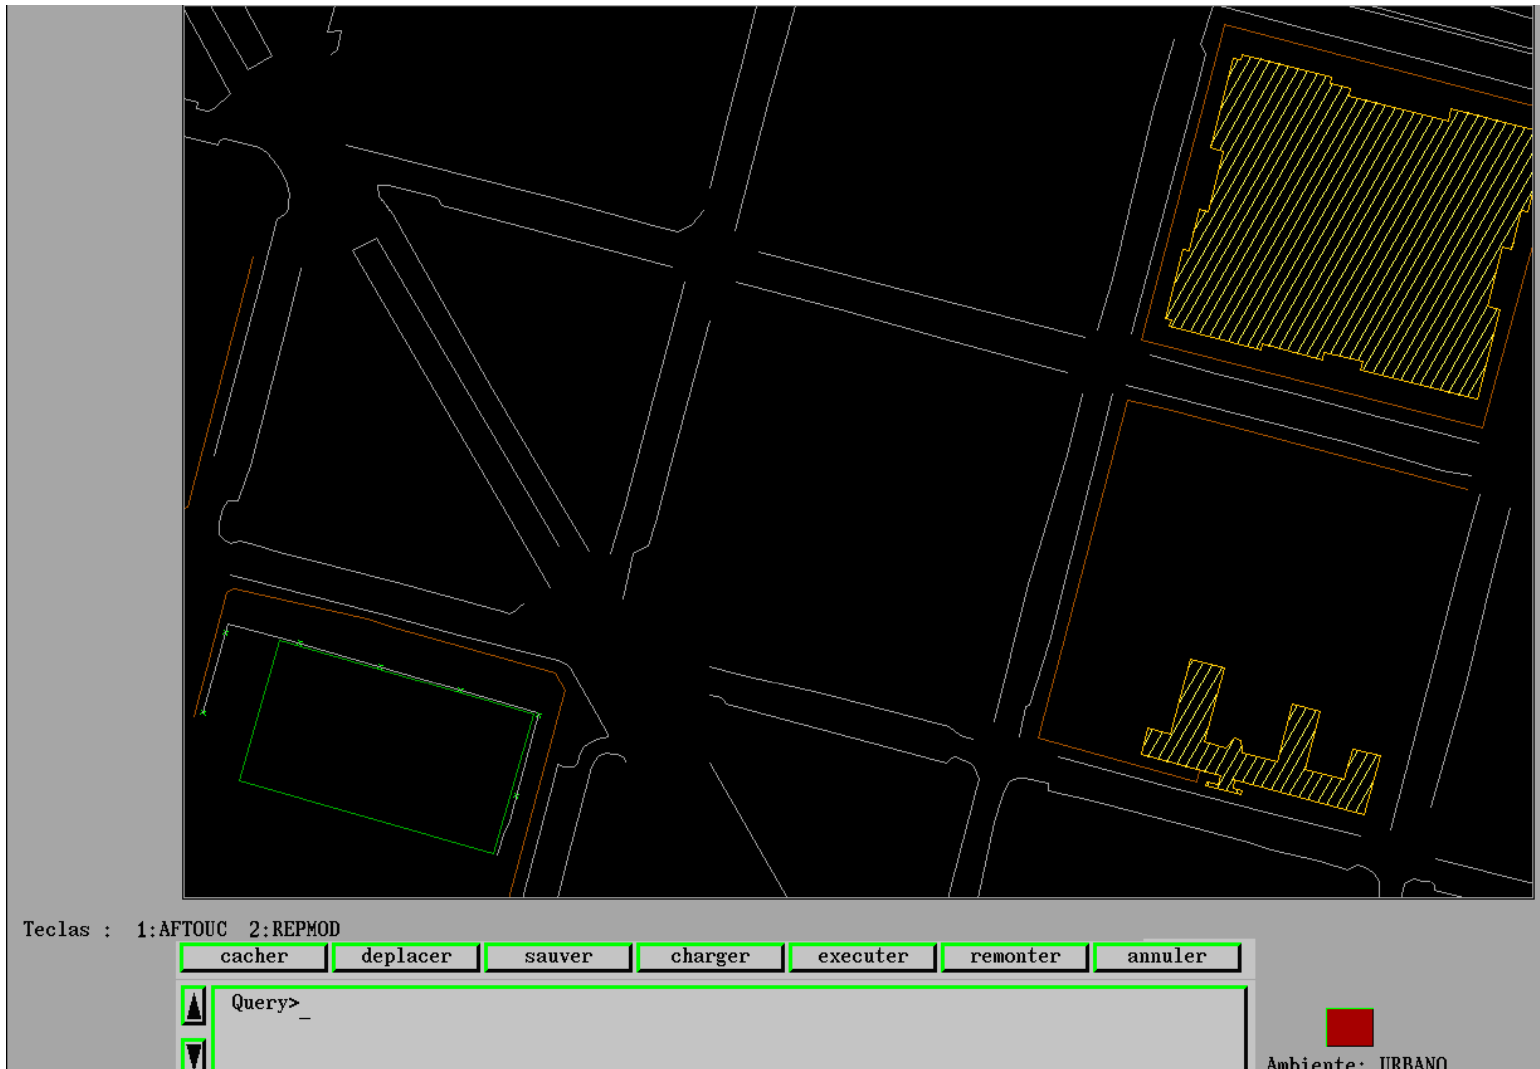 Teclas : 1:AFTOUC 2:REPMOD
cacher deplacer sauver charger executer remonter annuler
Query>_
Ambiente: URBANO